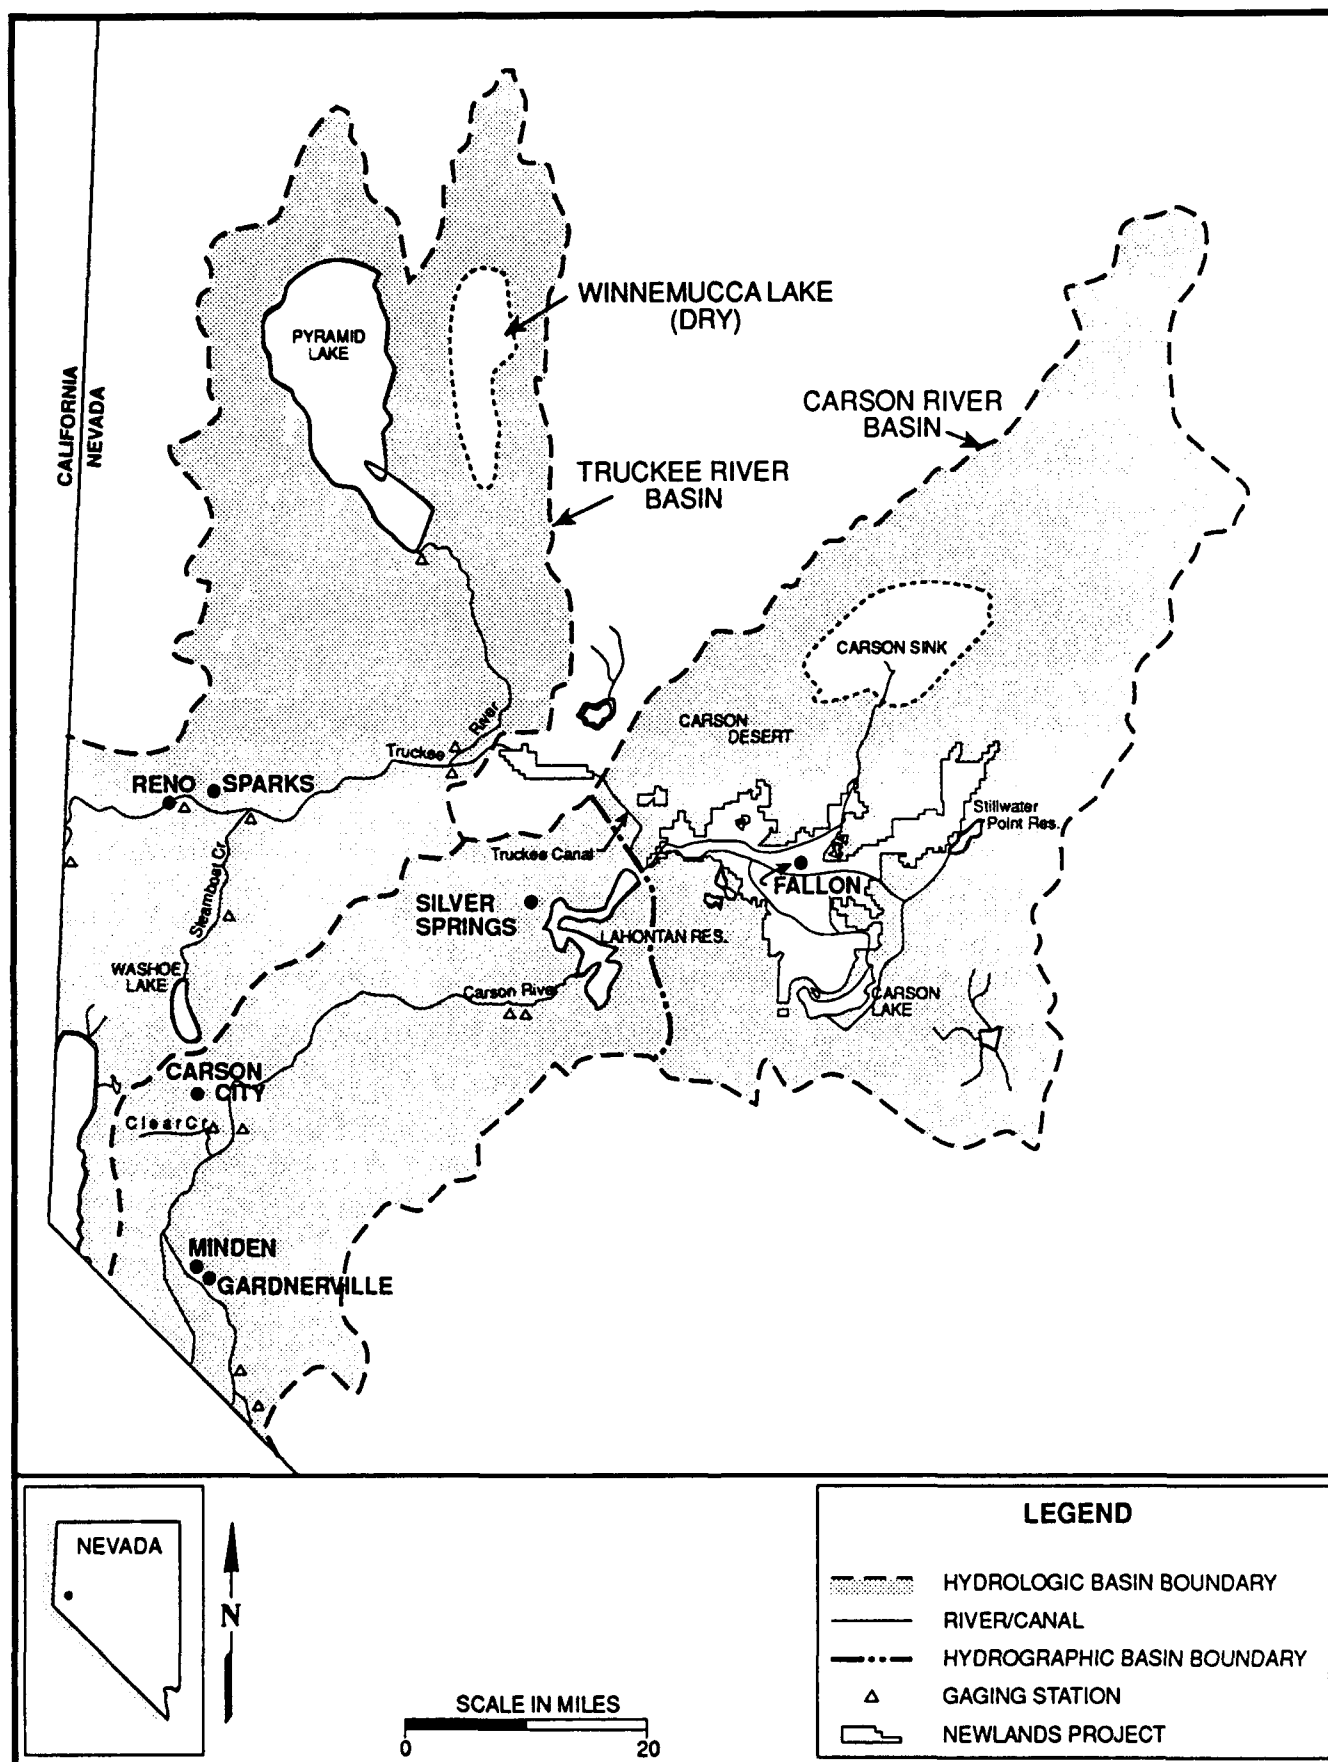 WINNEMUCCA LAKE
(DRY)
PYRAMID
LAKE
CALIFORNIA
NEVADA
CARSON RIVER
BASIN
TRUCKEE RIVER
BASIN
CARSON SINK
CARSON
DESERT
Truckee
River
RENO
SPARKS
Stillwater
Point Res.
Truckee Canal
Steamboat Cr.
FALLON
SILVER
SPRINGS
LAHONTAN RES.
WASHOE
LAKE
Carson River
CARSON
LAKE
CARSON
CITY
Clear Cr.
MINDEN
GARDNERVILLE
NEVADA
N
SCALE IN MILES
0
20
LEGEND
HYDROLOGIC BASIN BOUNDARY
RIVER/CANAL
HYDROGRAPHIC BASIN BOUNDARY
GAGING STATION
NEWLANDS PROJECT